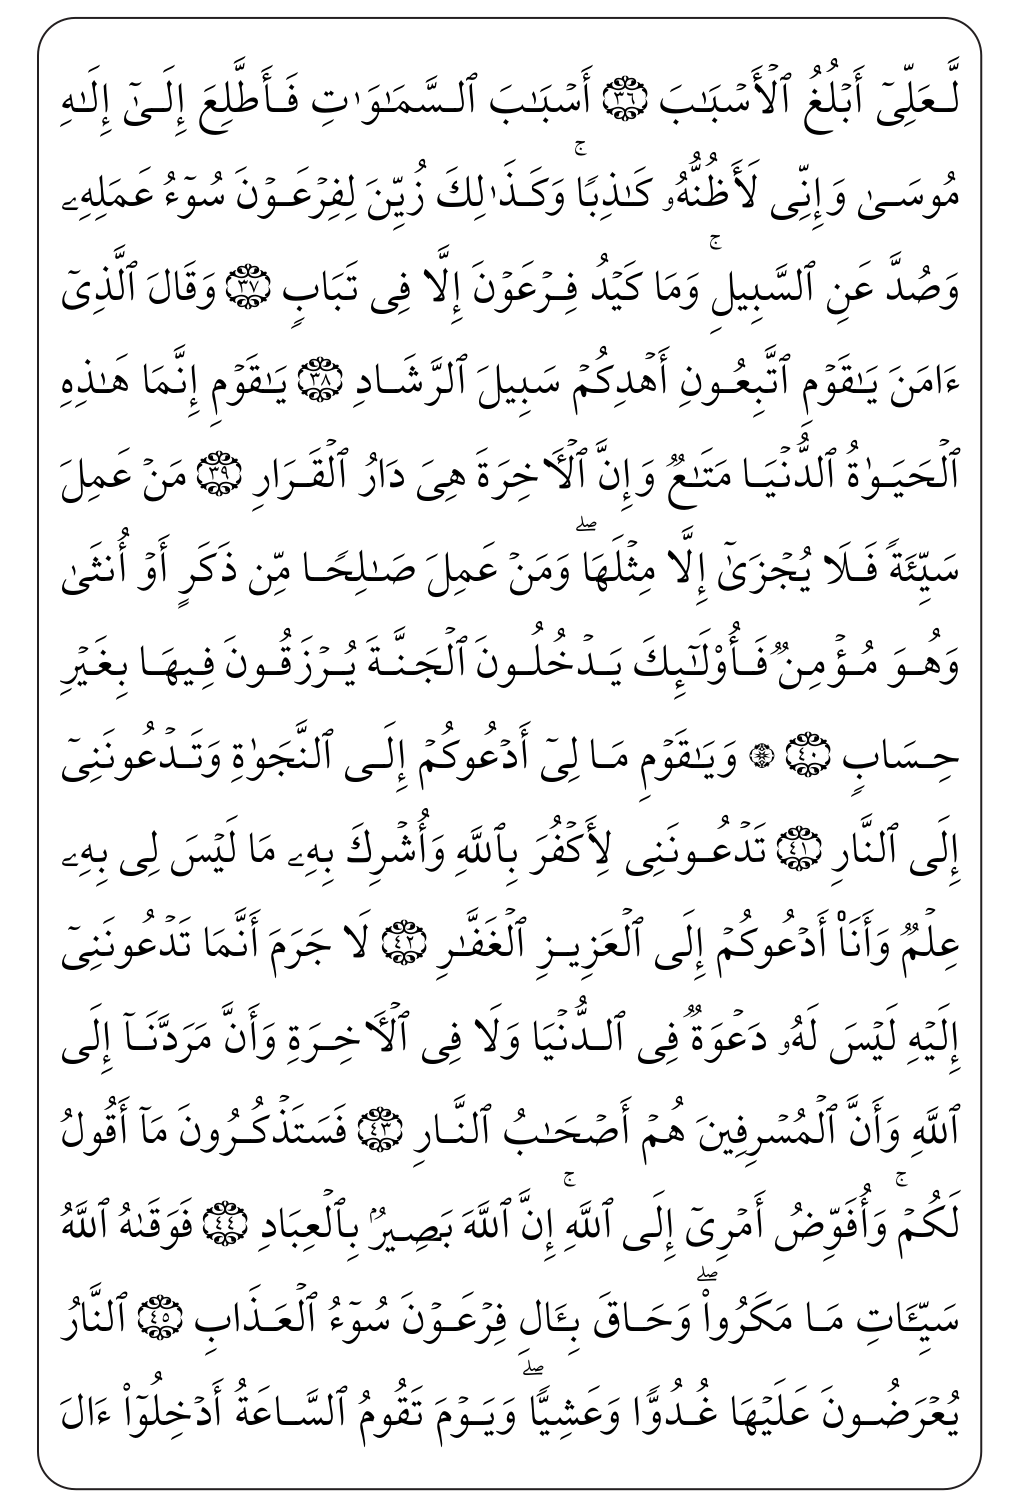 لَّعَلِّىٓ أَبْلُغُ ٱلْأَسْبَٰبَ ٣٦ أَسْبَٰبَ ٱلسَّمَٰوَٰتِ فَأَطَّلِعَ إِلَىٰٓ إِلَٰهِ
مُوسَىٰ وَإِنِّى لَأَظُنُّهُۥ كَٰذِبًا ۚ وَكَذَٰلِكَ زُيِّنَ لِفِرْعَوْنَ سُوٓءُ عَمَلِهِۦ
وَصُدَّ عَنِ ٱلسَّبِيلِ ۚ وَمَا كَيْدُ فِرْعَوْنَ إِلَّا فِى تَبَابٍ ٣٧ وَقَالَ ٱلَّذِىٓ
ءَامَنَ يَٰقَوْمِ ٱتَّبِعُونِ أَهْدِكُمْ سَبِيلَ ٱلرَّشَادِ ٣٨ يَٰقَوْمِ إِنَّمَا هَٰذِهِ
ٱلْحَيَوٰةُ ٱلدُّنْيَا مَتَٰعٌ وَإِنَّ ٱلْءَاخِرَةَ هِىَ دَارُ ٱلْقَرَارِ ٣٩ مَنْ عَمِلَ
سَيِّئَةً فَلَا يُجْزَىٰٓ إِلَّا مِثْلَهَا ۖ وَمَنْ عَمِلَ صَٰلِحًا مِّن ذَكَرٍ أَوْ أُنثَىٰ
وَهُوَ مُؤْمِنٌ فَأُو۟لَٰٓئِكَ يَدْخُلُونَ ٱلْجَنَّةَ يُرْزَقُونَ فِيهَا بِغَيْرِ
حِسَابٍ ٤٠ ۞ وَيَٰقَوْمِ مَا لِىٓ أَدْعُوكُمْ إِلَى ٱلنَّجَوٰةِ وَتَدْعُونَنِىٓ
إِلَى ٱلنَّارِ ٤١ تَدْعُونَنِى لِأَكْفُرَ بِٱللَّهِ وَأُشْرِكَ بِهِۦ مَا لَيْسَ لِى بِهِۦ
عِلْمٌ وَأَنَا۠ أَدْعُوكُمْ إِلَى ٱلْعَزِيزِ ٱلْغَفَّٰرِ ٤٢ لَا جَرَمَ أَنَّمَا تَدْعُونَنِىٓ
إِلَيْهِ لَيْسَ لَهُۥ دَعْوَةٌ فِى ٱلدُّنْيَا وَلَا فِى ٱلْءَاخِرَةِ وَأَنَّ مَرَدَّنَآ إِلَى
ٱللَّهِ وَأَنَّ ٱلْمُسْرِفِينَ هُمْ أَصْحَٰبُ ٱلنَّارِ ٤٣ فَسَتَذْكُرُونَ مَآ أَقُولُ
لَكُمْ ۚ وَأُفَوِّضُ أَمْرِىٓ إِلَى ٱللَّهِ ۚ إِنَّ ٱللَّهَ بَصِيرٌۢ بِٱلْعِبَادِ ٤٤ فَوَقَىٰهُ ٱللَّهُ
سَيِّـَٔاتِ مَا مَكَرُوا۟ ۖ وَحَاقَ بِـَٔالِ فِرْعَوْنَ سُوٓءُ ٱلْعَذَابِ ٤٥ ٱلنَّارُ
يُعْرَضُونَ عَلَيْهَا غُدُوًّا وَعَشِيًّا ۖ وَيَوْمَ تَقُومُ ٱلسَّاعَةُ أَدْخِلُوٓا۟ ءَالَ